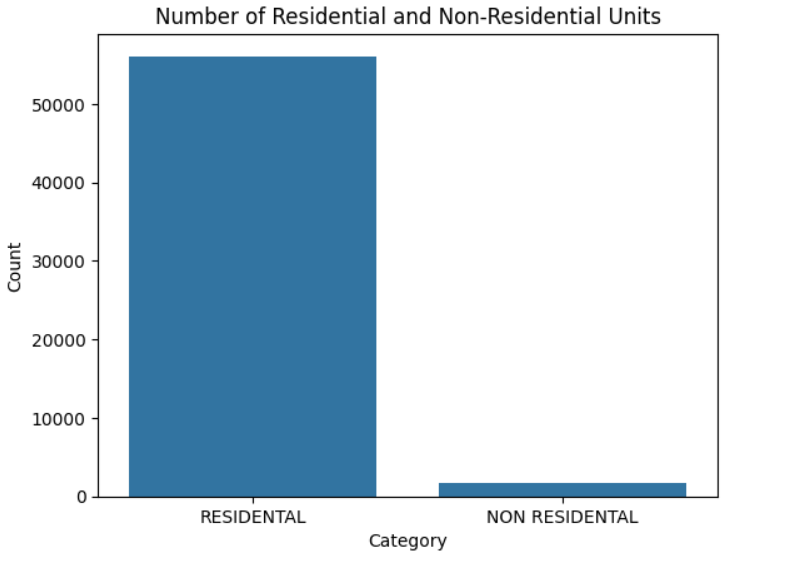 Number of Residential and Non-Residential Units
50000
40000
30000
20000
10000
0
Count
RESIDENTAL
NON RESIDENTAL
Category